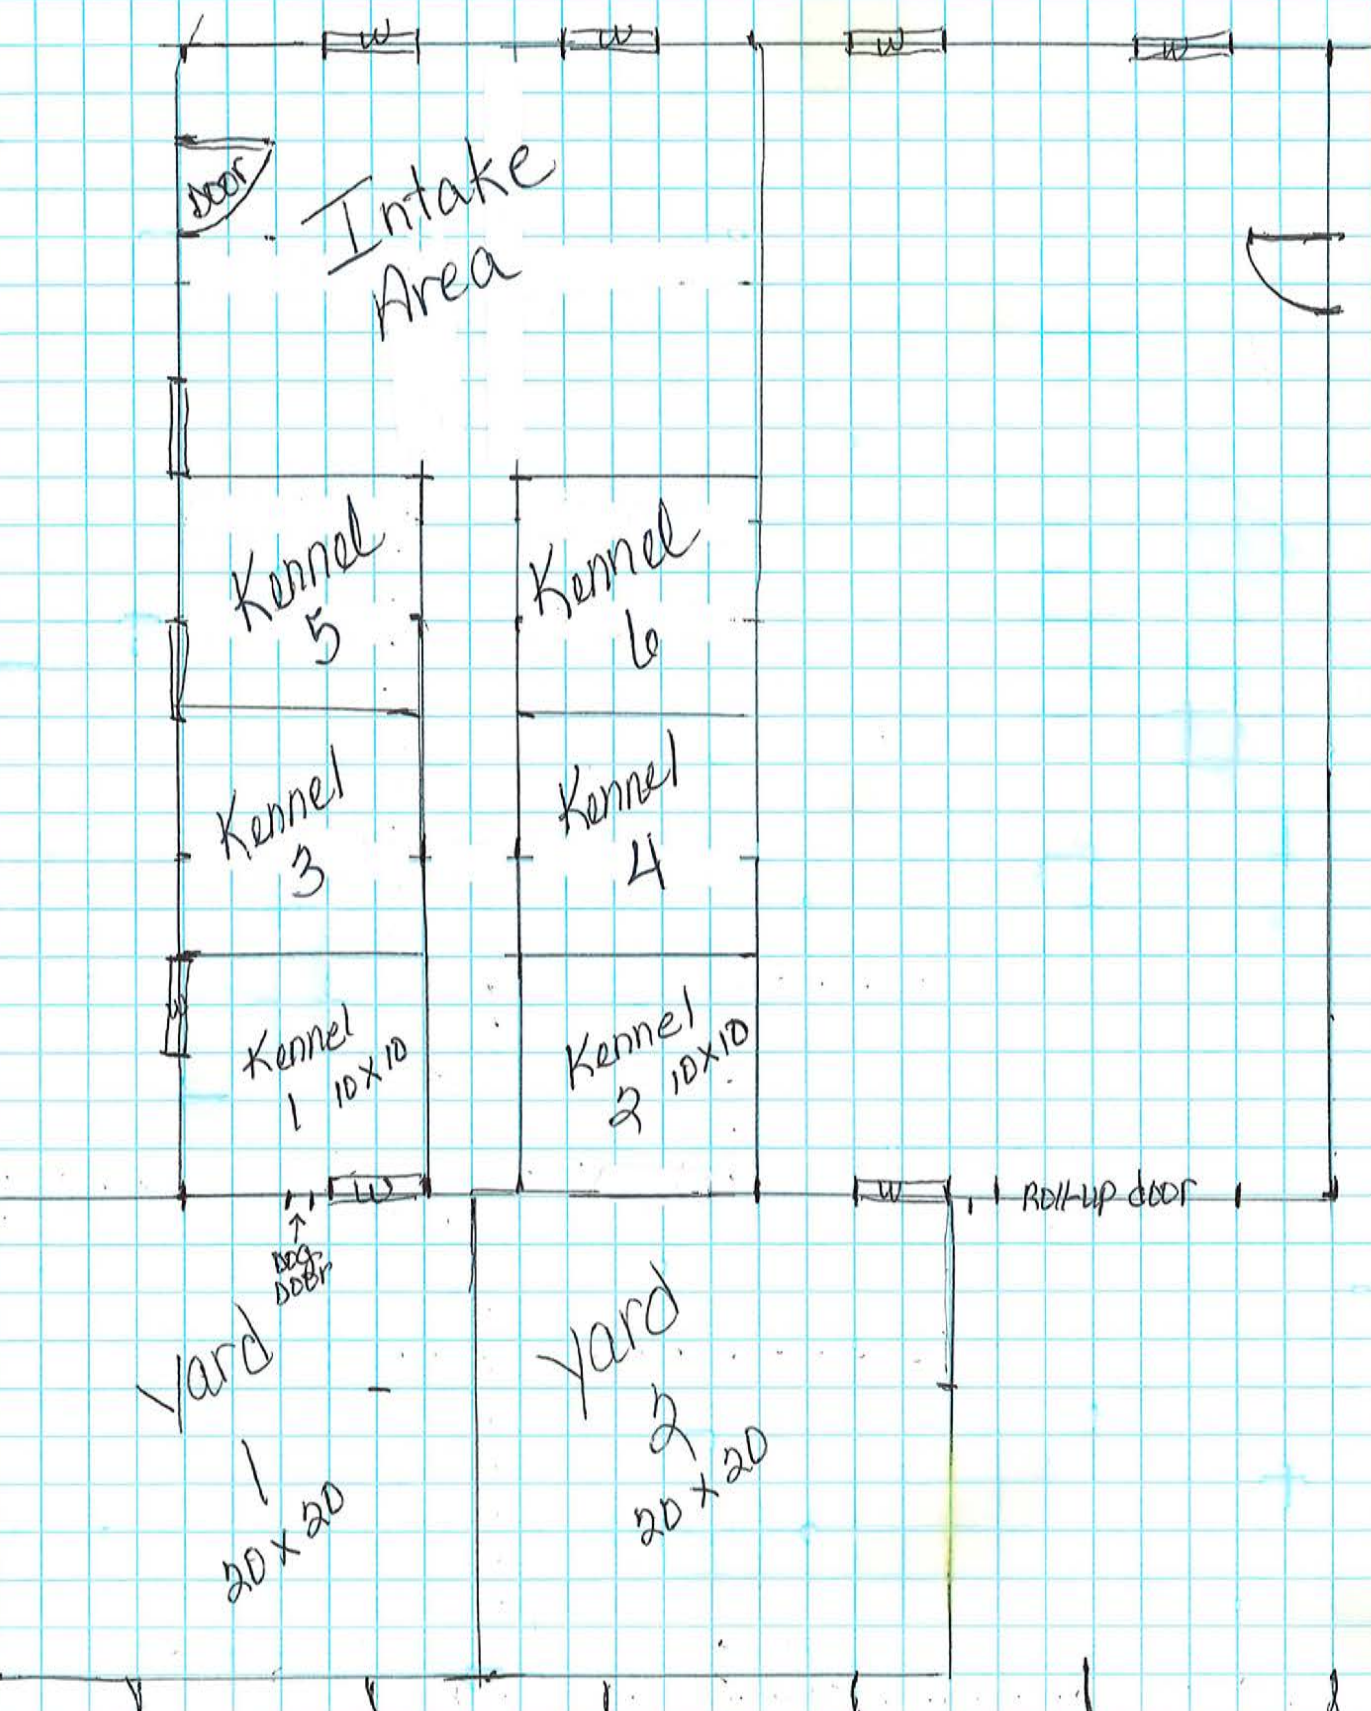 W
W
W
W
Door
Intake
Area
Kennel
5
Kennel
6
Kennel
3
Kennel
4
W
Kennel
1 10x10
Kennel
2 10x10
W
W
Roll-up door
Dog
Door
Yard
1
20 x 20
Yard
2
20 x 20